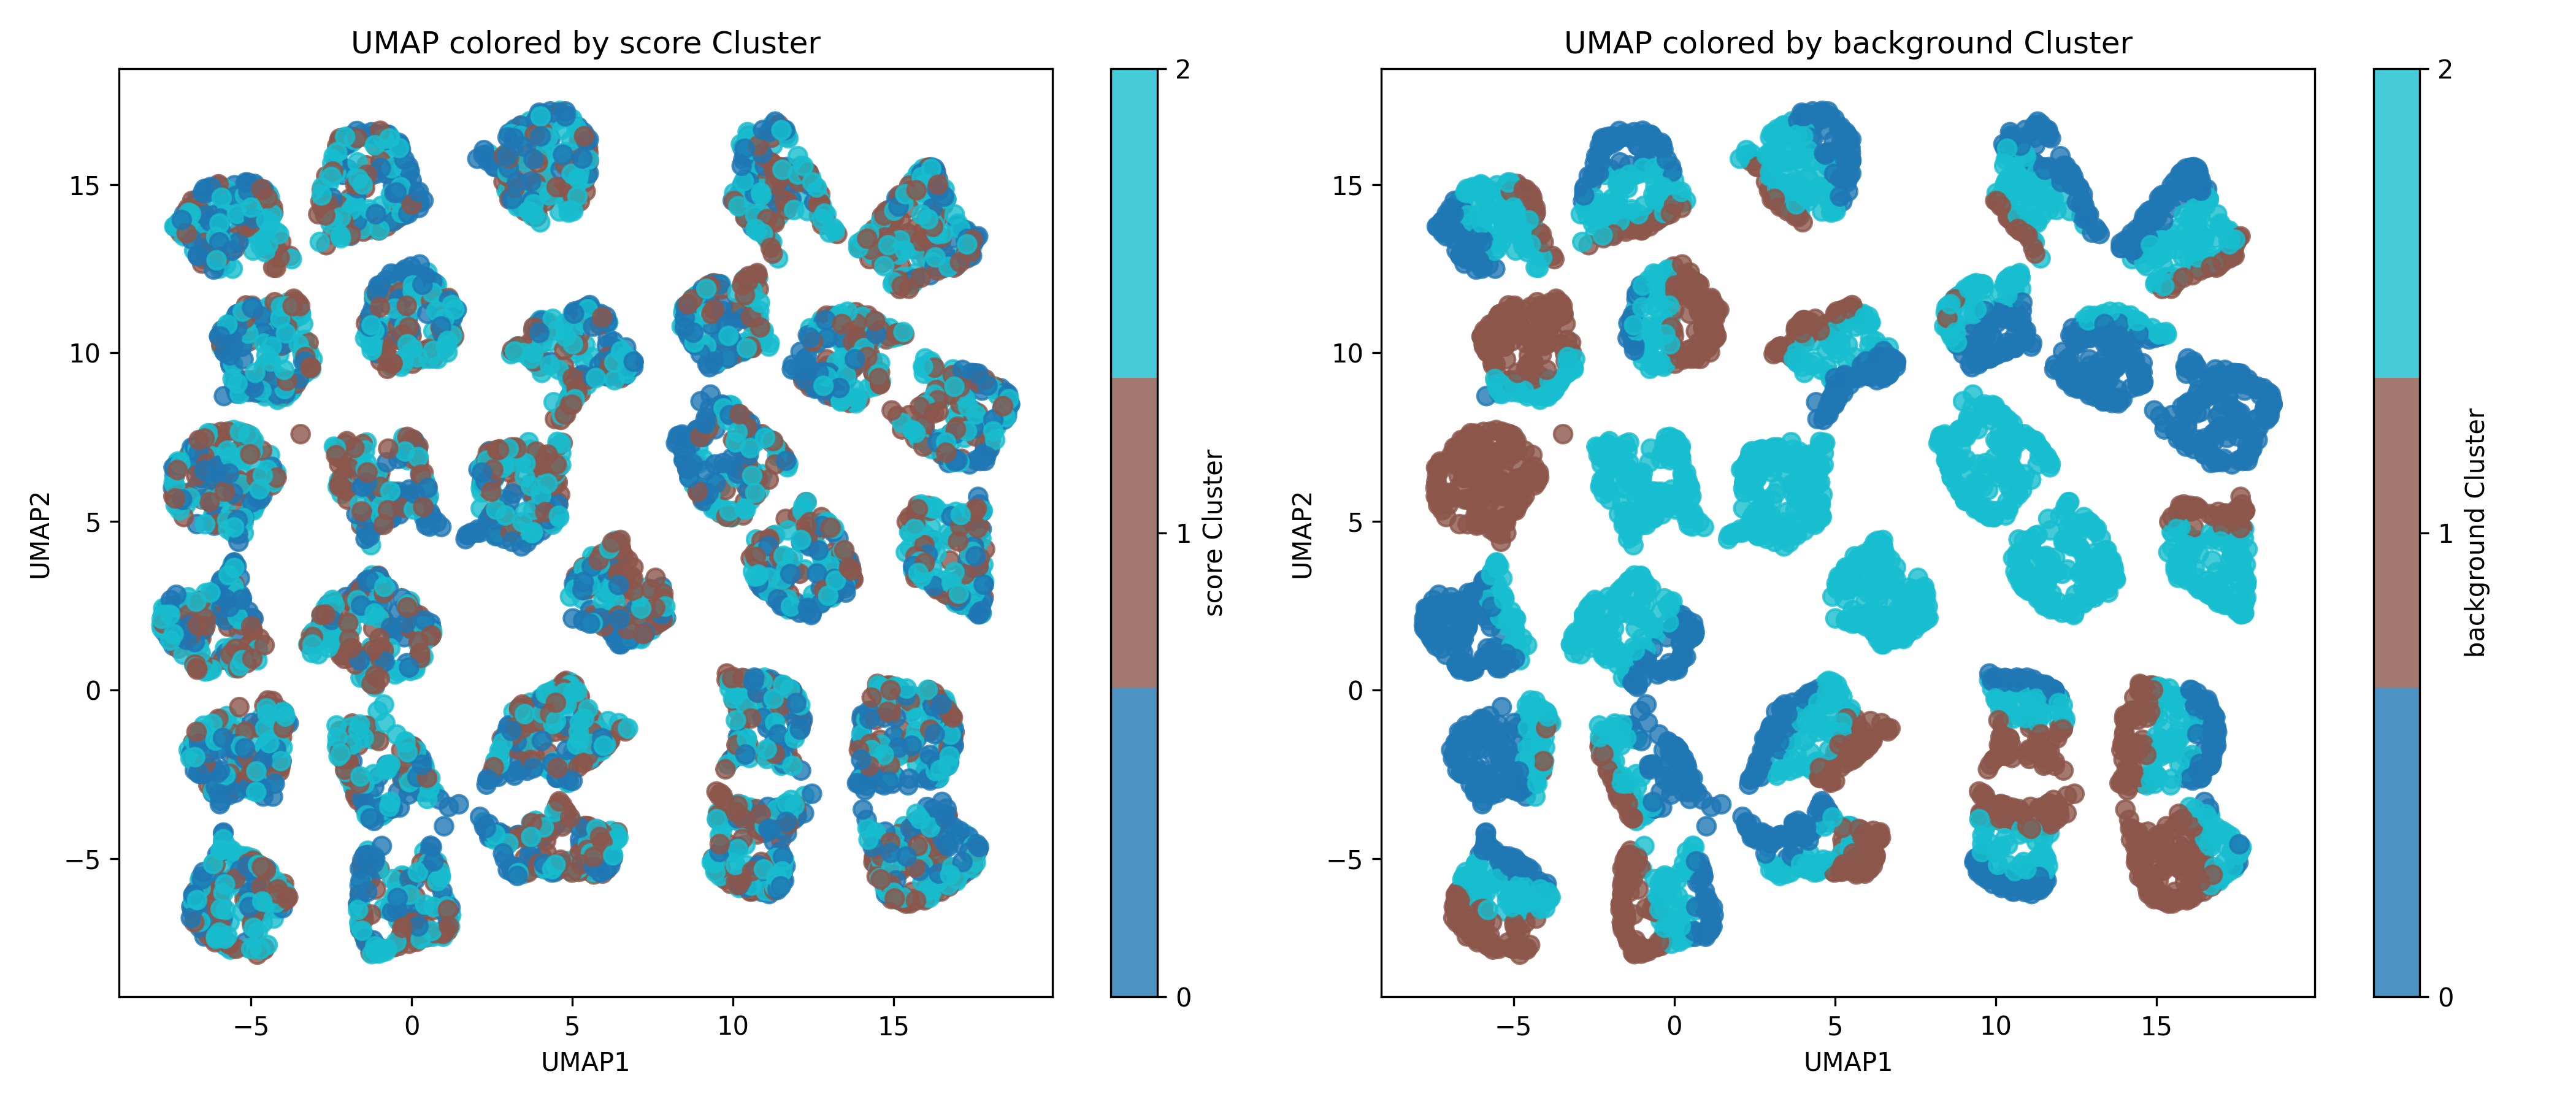 UMAP colored by score Cluster
UMAP2
15
10
5
0
−5
−5 0 5 10 15
UMAP1
2
1
0
score Cluster
UMAP colored by background Cluster
UMAP2
15
10
5
0
−5
−5 0 5 10 15
UMAP1
2
1
0
background Cluster